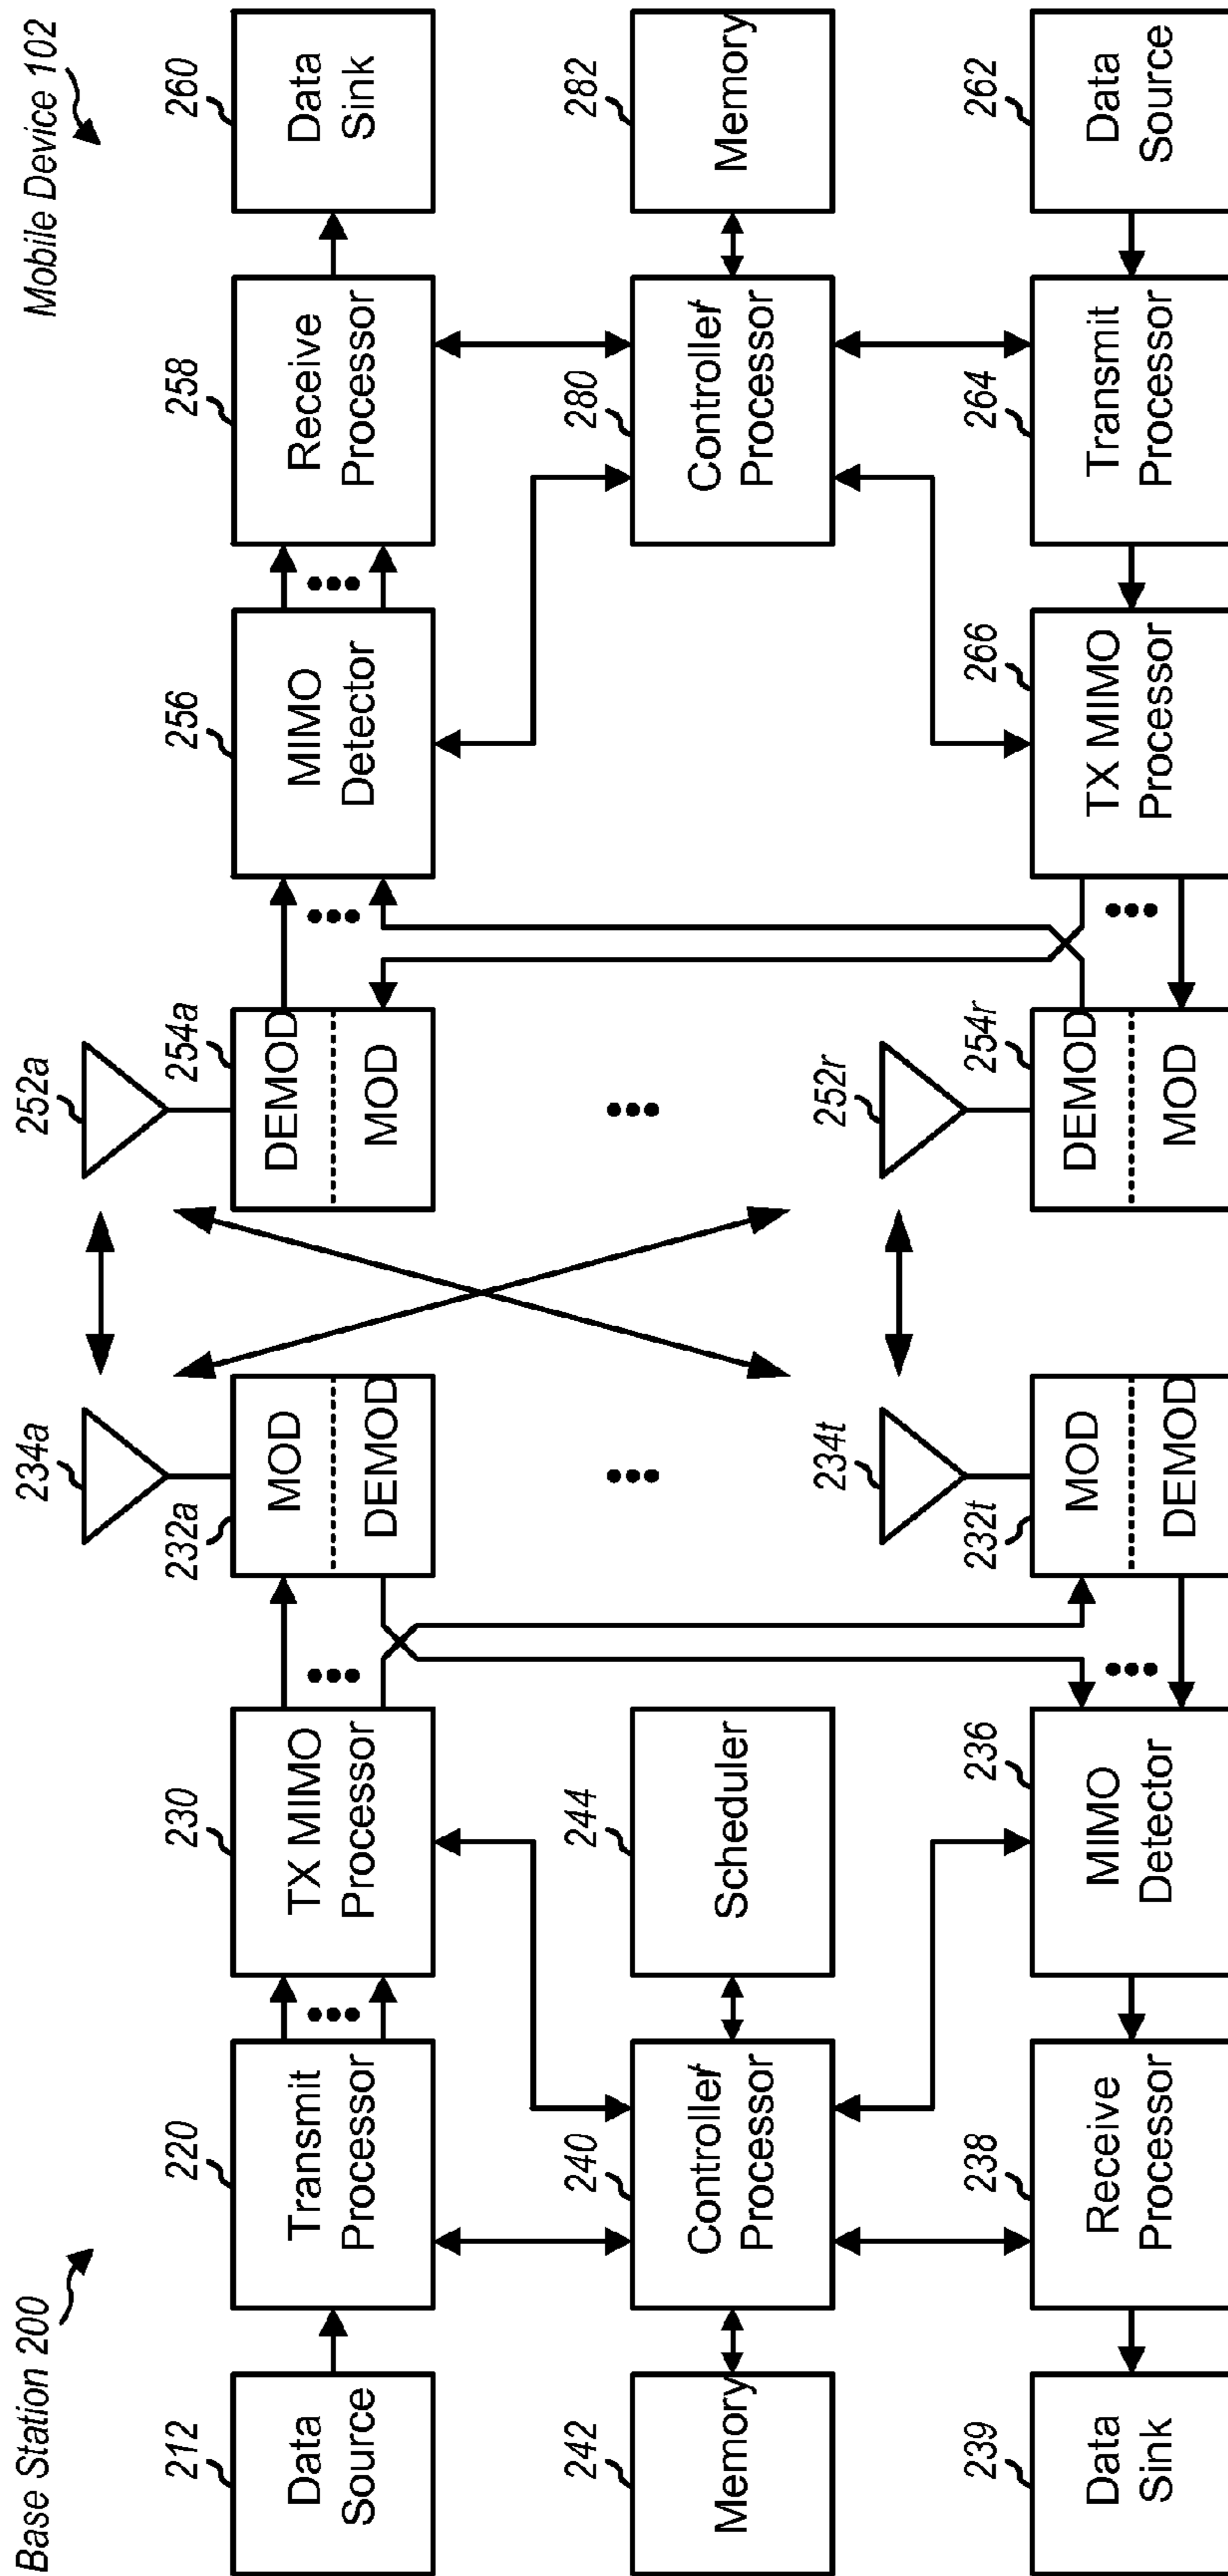 Base Station 200
Mobile Device 102
212
Data
Source
220
Transmit
Processor
230
TX MIMO
Processor
232a
234a
MOD
DEMOD
252a
254a
DEMOD
MOD
256
MIMO
Detector
258
Receive
Processor
260
Data
Sink
242
Memory
240
Controller/
Processor
244
Scheduler
280
Controller/
Processor
282
Memory
239
Data
Sink
238
Receive
Processor
236
MIMO
Detector
232t
234t
MOD
DEMOD
252r
254r
DEMOD
MOD
266
TX MIMO
Processor
264
Transmit
Processor
262
Data
Source